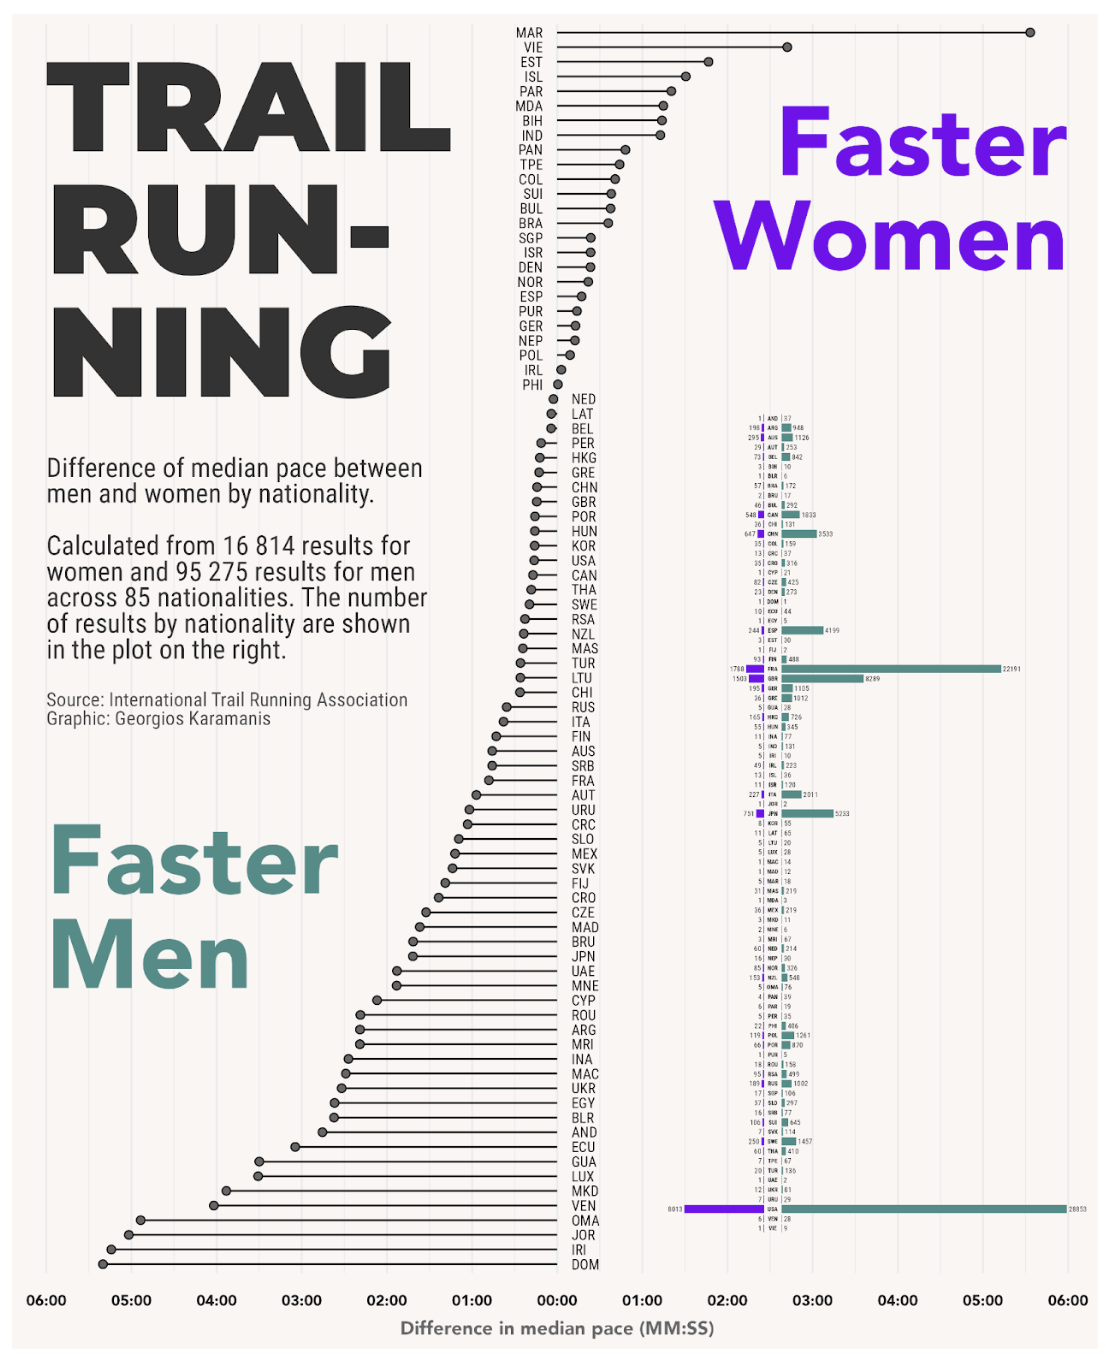 TRAIL
RUN-
NING
Faster
Women
Difference of median pace between
men and women by nationality.
Calculated from 16 814 results for
women and 95 275 results for men
across 85 nationalities. The number
of results by nationality are shown
in the plot on the right.
Source: International Trail Running Association
Graphic: Georgios Karamanis
Faster
Men
MAR
VIE
EST
ISL
PAR
MDA
BIH
IND
PAN
TPE
COL
SUI
BUL
BRA
SGP
ISR
DEN
NOR
ESP
PUR
GER
NEP
POL
IRL
PHI
NED
LAT
BEL
PER
HKG
GRE
CHN
GBR
POR
HUN
KOR
USA
CAN
THA
SWE
RSA
NZL
MAS
TUR
LTU
CHI
RUS
ITA
FIN
AUS
SRB
FRA
AUT
URU
CRC
SLO
MEX
SVK
FIJ
CRO
CZE
MAD
BRU
JPN
UAE
MNE
CYP
ROU
ARG
MRI
INA
MAC
UKR
EGY
BLR
AND
ECU
GUA
LUX
MKD
VEN
OMA
JOR
IRI
DOM
1 AND 37
198 ARG 948
295 AUS 1126
29 AUT 253
73 BEL 842
3 BIH 10
1 BLR 6
57 BRA 172
2 BRU 17
46 BUL 292
548 CAN 1833
36 CHI 131
647 CHN 3533
35 COL 159
13 CRC 37
35 CRO 316
1 CYP 21
82 CZE 425
23 DEN 273
1 DOM 1
10 ECU 44
1 EGY 5
244 ESP 4199
3 EST 30
1 FIJ 2
93 FIN 488
FRA 22191
1503 GBR 8289
195 GER 1105
36 GRE 1012
5 GUA 28
165 HKG 726
55 HUN 345
11 INA 77
5 IND 131
5 IRI 10
49 IRL 223
13 ISL 36
11 ISR 120
227 ITA 2011
1 JOR 2
751 JPN 5233
8 KOR 55
11 LAT 65
5 LTU 20
5 LUX 28
1 MAC 14
1 MAD 12
5 MAR 18
31 MAS 219
1 MDA 3
36 MEX 219
3 MKD 11
2 MNE 6
3 MRI 67
60 NED 214
16 NEP 30
85 NOR 326
153 NZL 548
5 OMA 76
4 PAN 39
6 PAR 19
5 PER 35
22 PHI 406
119 POL 1261
66 POR 870
1 PUR 5
18 ROU 158
95 RSA 499
189 RUS 1002
17 SGP 106
37 SLO 297
16 SRB 77
106 SUI 645
7 SVK 114
250 SWE 1457
60 THA 410
7 TPE 67
20 TUR 136
1 UAE 2
12 UKR 81
7 URU 29
8013 USA 28853
6 VEN 28
1 VIE 9
06:00 05:00 04:00 03:00 02:00 01:00 00:00 01:00 02:00 03:00 04:00 05:00 06:00
Difference in median pace (MM:SS)